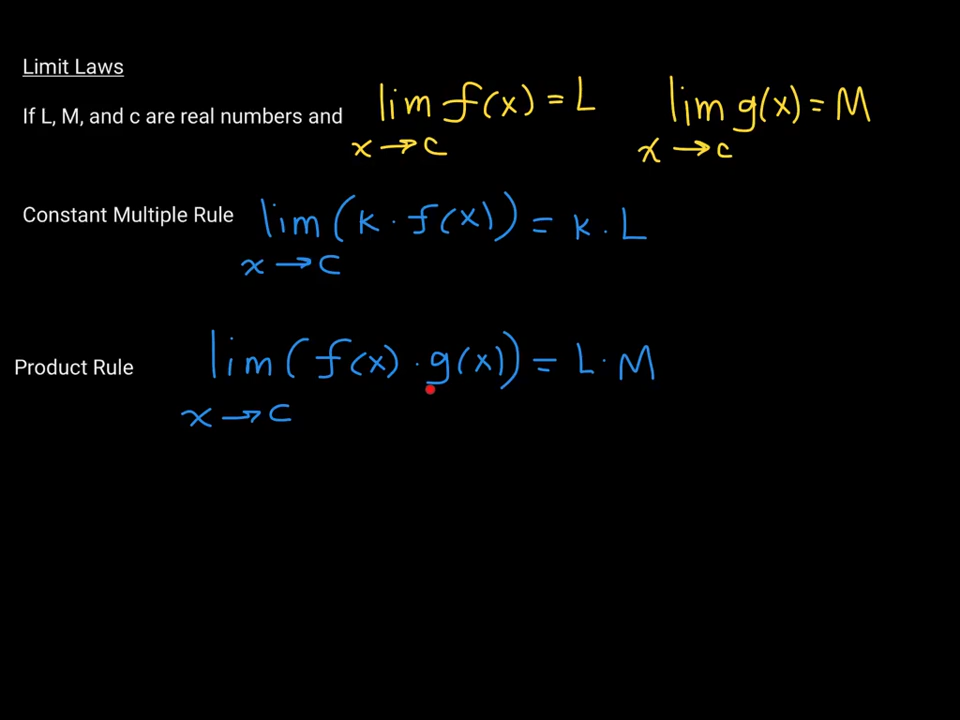 Limit Laws
If L, M, and c are real numbers and lim f(x) = L lim g(x) = M
x → c x → c
Constant Multiple Rule lim (k · f(x)) = k · L
x → c
Product Rule lim (f(x) · g(x)) = L · M
x → c